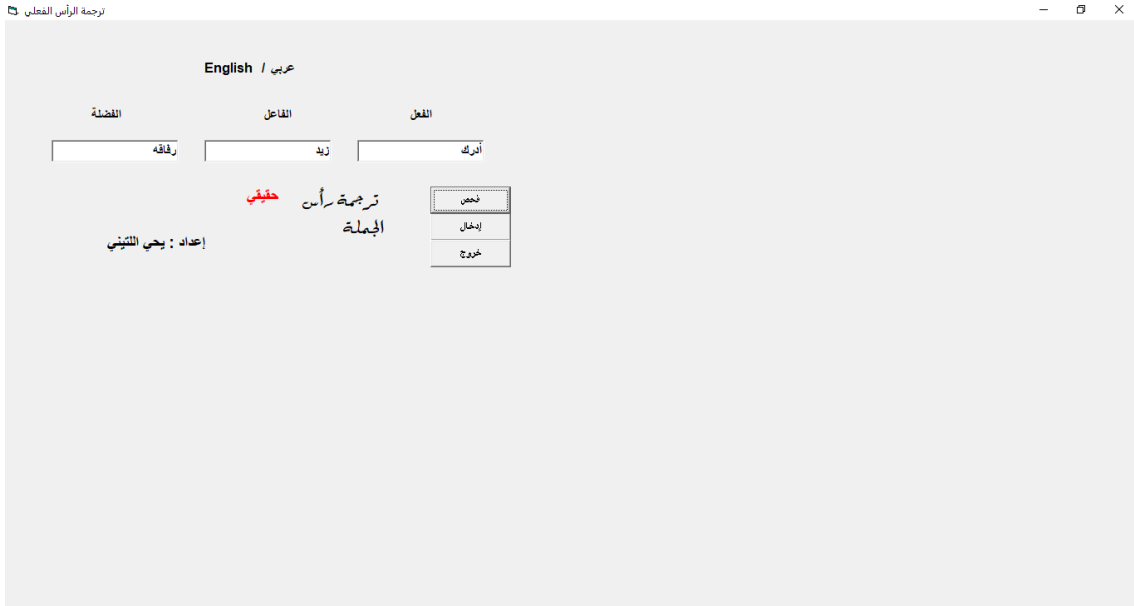 ترجمة الرأس الفعلي
عربي / English
الفعل الفاعل الفضلة
أدرك زيد رفاقه
فحص ترجمة رأس حقيقي
الجملة
إدخال
إعداد : يحي اللتيني
خروج